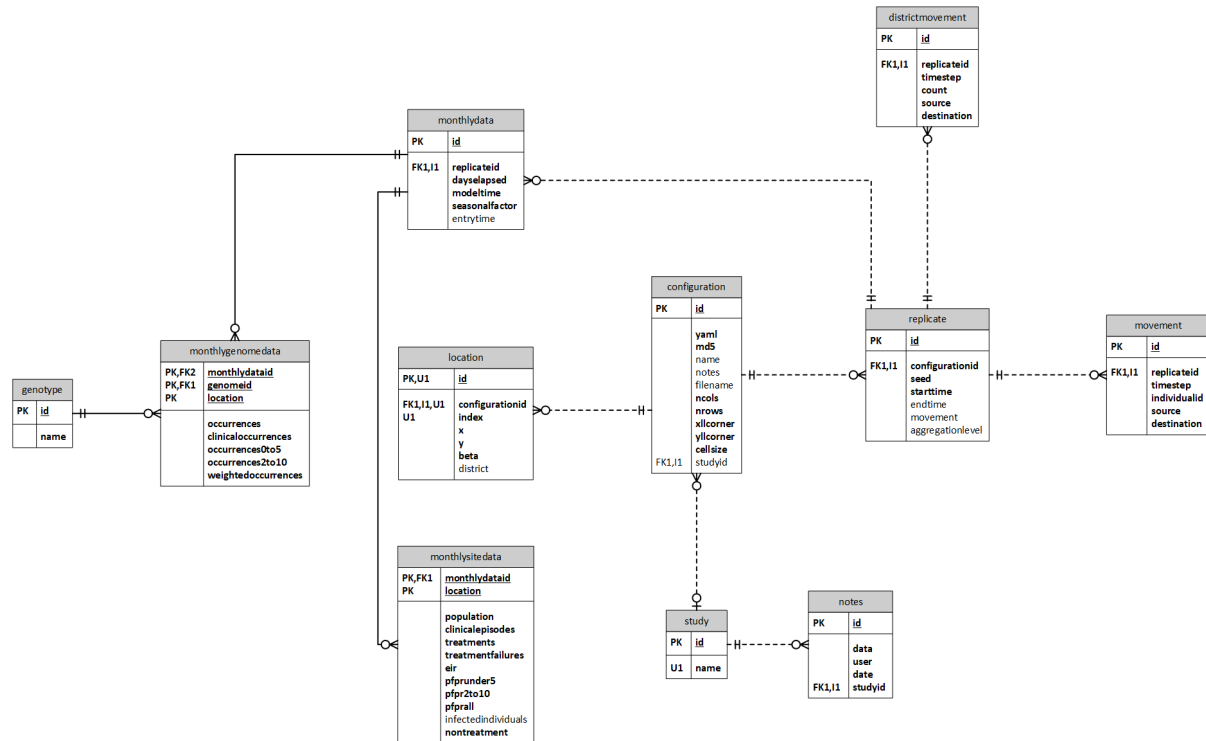 districtmovement
PK id
FK1,I1 replicateid
timestep
count
source
destination
monthlydata
PK id
FK1,I1 replicateid
dayselapsed
modeltime
seasonalfactor
entrytime
configuration
PK id
yaml
md5
name
notes
filename
ncols
nrows
xllcorner
yllcorner
cellsize
FK1,I1 studyid
replicate
PK id
FK1,I1 configurationid
seed
starttime
endtime
movement
aggregationlevel
movement
PK id
FK1,I1 replicateid
timestep
individualid
source
destination
monthlygenomedata
PK,FK2 monthlydataid
PK,FK1 genomeid
PK location
occurrences
clinicaloccurrences
occurrences0to5
occurrences2to10
weightedoccurrences
location
PK,U1 id
FK1,I1,U1 configurationid
U1 index
x
y
beta
district
genotype
PK id
name
monthlysitedata
PK,FK1 monthlydataid
PK location
population
clinicalepisodes
treatments
treatmentfailures
eir
pfprunder5
pfpr2to10
pfprall
infectedindividuals
nontreatment
study
PK id
U1 name
notes
PK id
data
user
date
FK1,I1 studyid